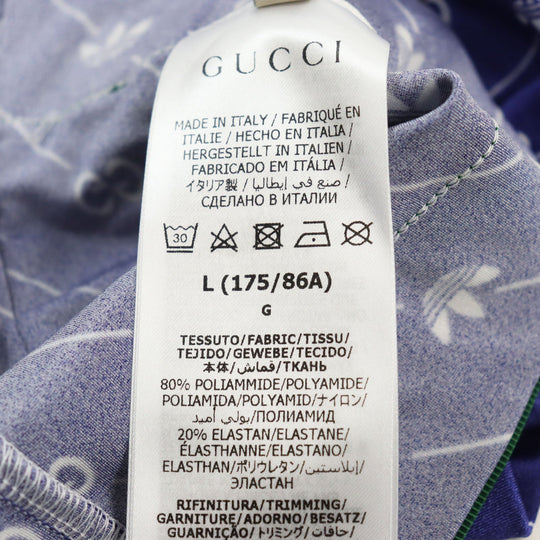 GUCCI
MADE IN ITALY / FABRIQUÉ EN
ITALIE / HECHO EN ITALIA /
HERGESTELLT IN ITALIEN /
FABRICADO EM ITÁLIA /
イタリア製 / صنع في إيطاليا /
СДЕЛАНО В ИТАЛИИ
30
L (175/86A)
G
TESSUTO/FABRIC/TISSU/
TEJIDO/GEWEBE/TECIDO/
本体/قماش/ТКАНЬ
80% POLIAMMIDE/POLYAMIDE/
POLIAMIDA/POLYAMID/ナイロン/
بولي أميد/ПОЛИАМИД
20% ELASTAN/ELASTANE/
ÉLASTHANNE/ELASTANO/
ELASTHAN/ポリウレタン/إيلاستين/
ЭЛАСТАН
RIFINITURA/TRIMMING/
GARNITURE/ADORNO/BESATZ/
GUARNIÇÃO/トリミング/حافات/